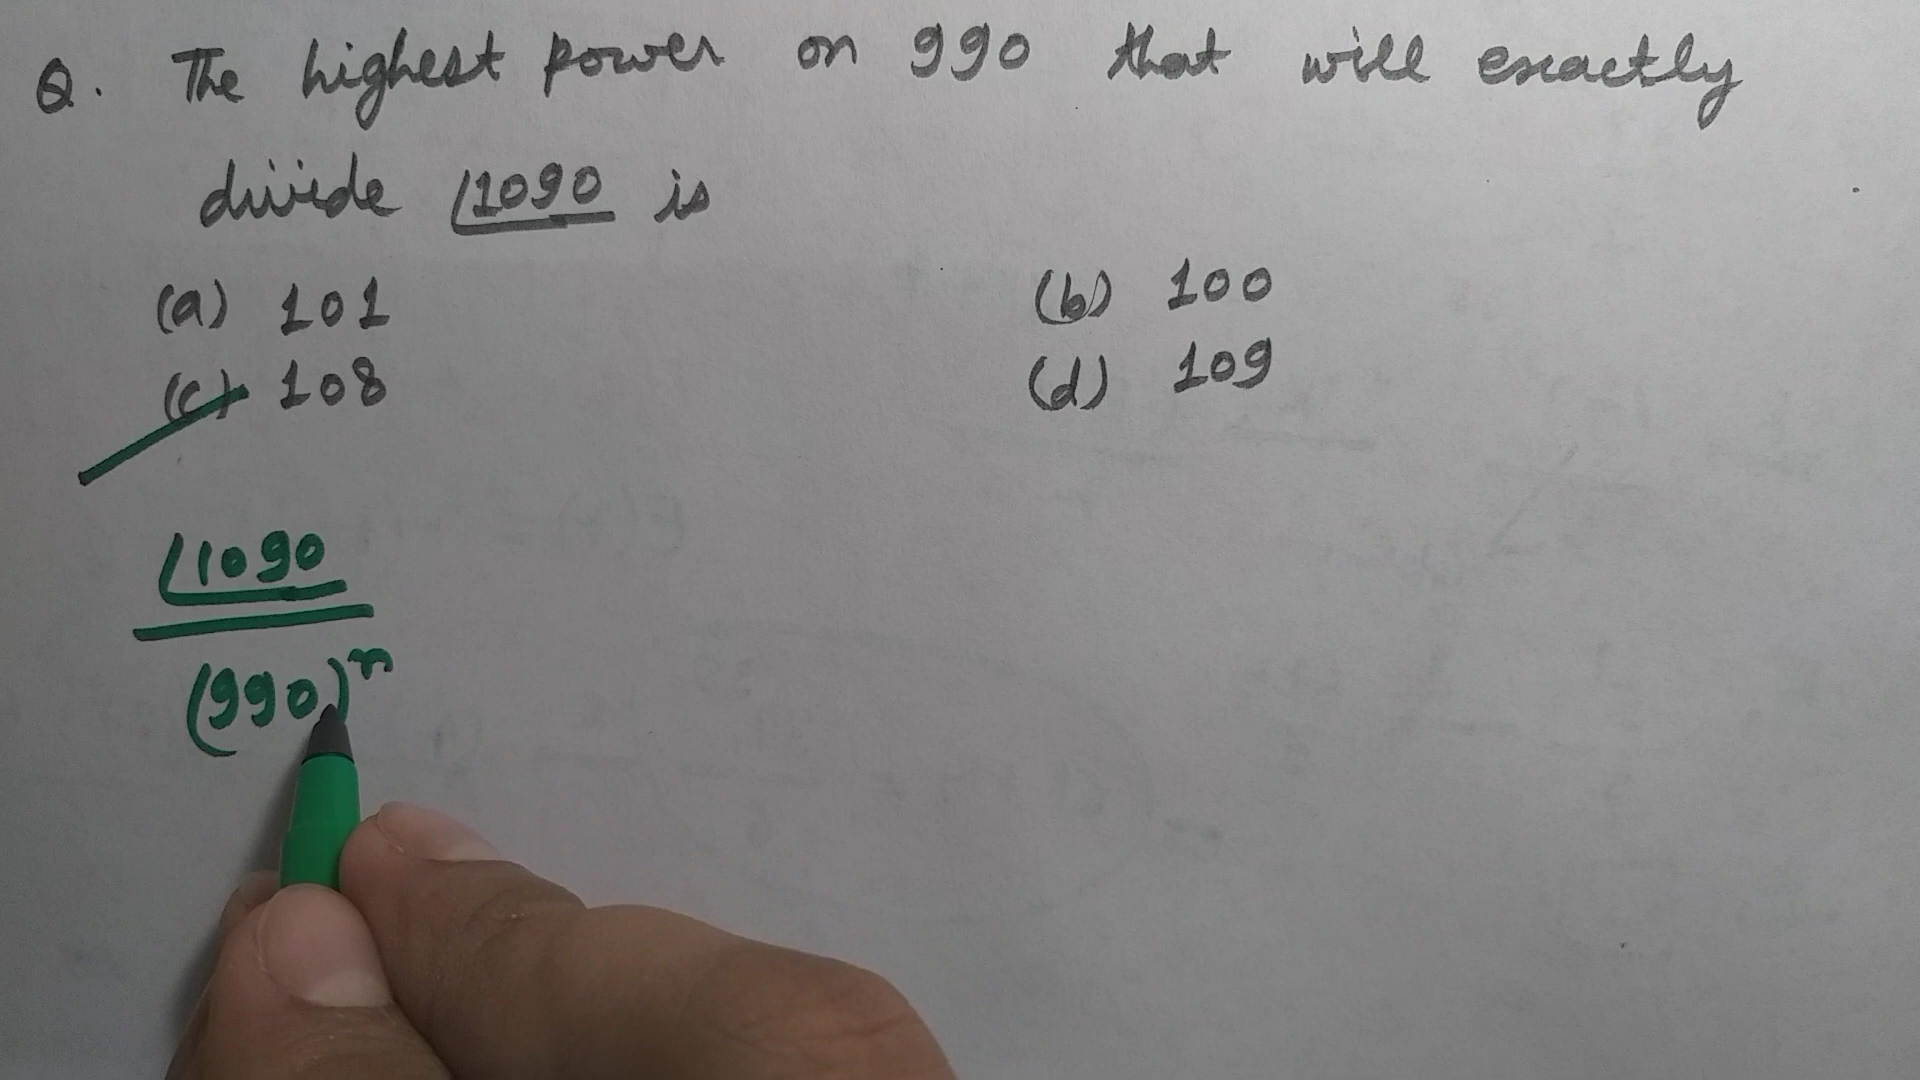 Q. The highest power on 990 that will exactly
divide ⌊1090 is
(a) 101 (b) 100
(c) 108 (d) 109
⌊1090
(990)ⁿ